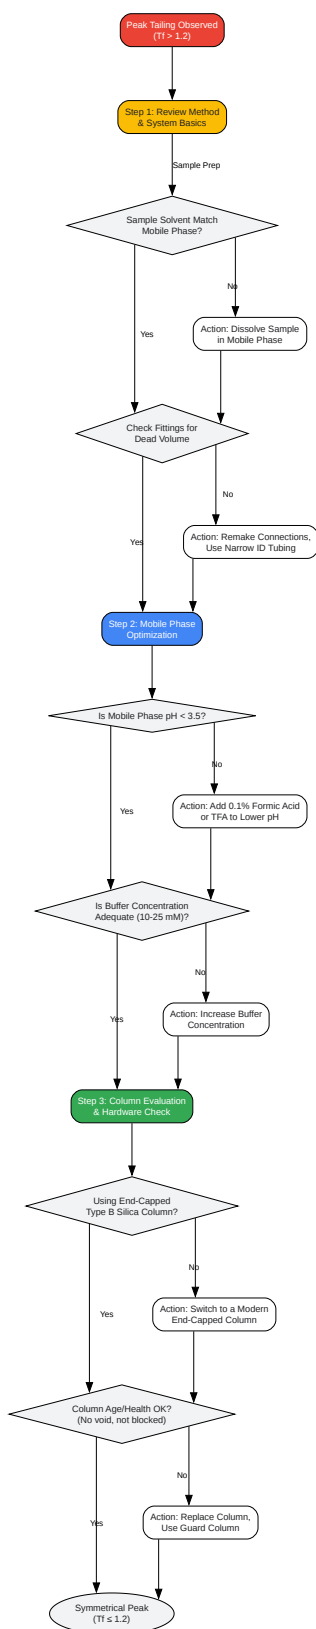 Peak Tailing Observed
(Tf > 1.2)
Step 1: Review Method
& System Basics
Sample Prep
Sample Solvent Match
Mobile Phase?
No
Action: Dissolve Sample
in Mobile Phase
Yes
Check Fittings for
Dead Volume
No
Action: Remake Connections,
Use Narrow ID Tubing
Yes
Step 2: Mobile Phase
Optimization
Is Mobile Phase pH < 3.5?
No
Action: Add 0.1% Formic Acid
or TFA to Lower pH
Yes
Is Buffer Concentration
Adequate (10-25 mM)?
No
Action: Increase Buffer
Concentration
Yes
Step 3: Column Evaluation
& Hardware Check
Using End-Capped
Type B Silica Column?
No
Action: Switch to a Modern
End-Capped Column
Yes
Column Age/Health OK?
(No void, not blocked)
No
Action: Replace Column,
Use Guard Column
Yes
Symmetrical Peak
(Tf ≤ 1.2)